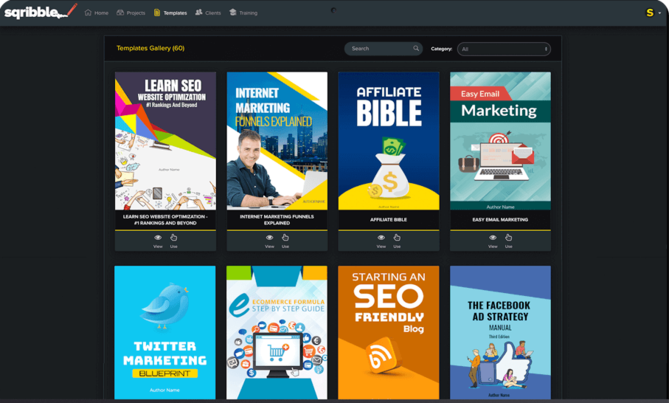 sqribble
Home
Projects
Templates
Clients
Training
S
Templates Gallery (60)
Search
Category:
All
LEARN SEO
WEBSITE OPTIMIZATION
#1 Rankings And Beyond
Author Name
LEARN SEO WEBSITE OPTIMIZATION -
#1 RANKINGS AND BEYOND
View
Use
INTERNET
MARKETING
FUNNELS EXPLAINED
INTERNET MARKETING FUNNELS
EXPLAINED
View
Use
AFFILIATE
BIBLE
Author Name
AFFILIATE BIBLE
View
Use
Easy Email
Marketing
Author Name
EASY EMAIL MARKETING
View
Use
TWITTER
MARKETING
BLUEPRINT
Author Name
eCOMMERCE FORMULA
STEP BY STEP GUIDE
STARTING AN
SEO
FRIENDLY
Blog
THE FACEBOOK
AD STRATEGY
MANUAL
Third Edition
Author Name